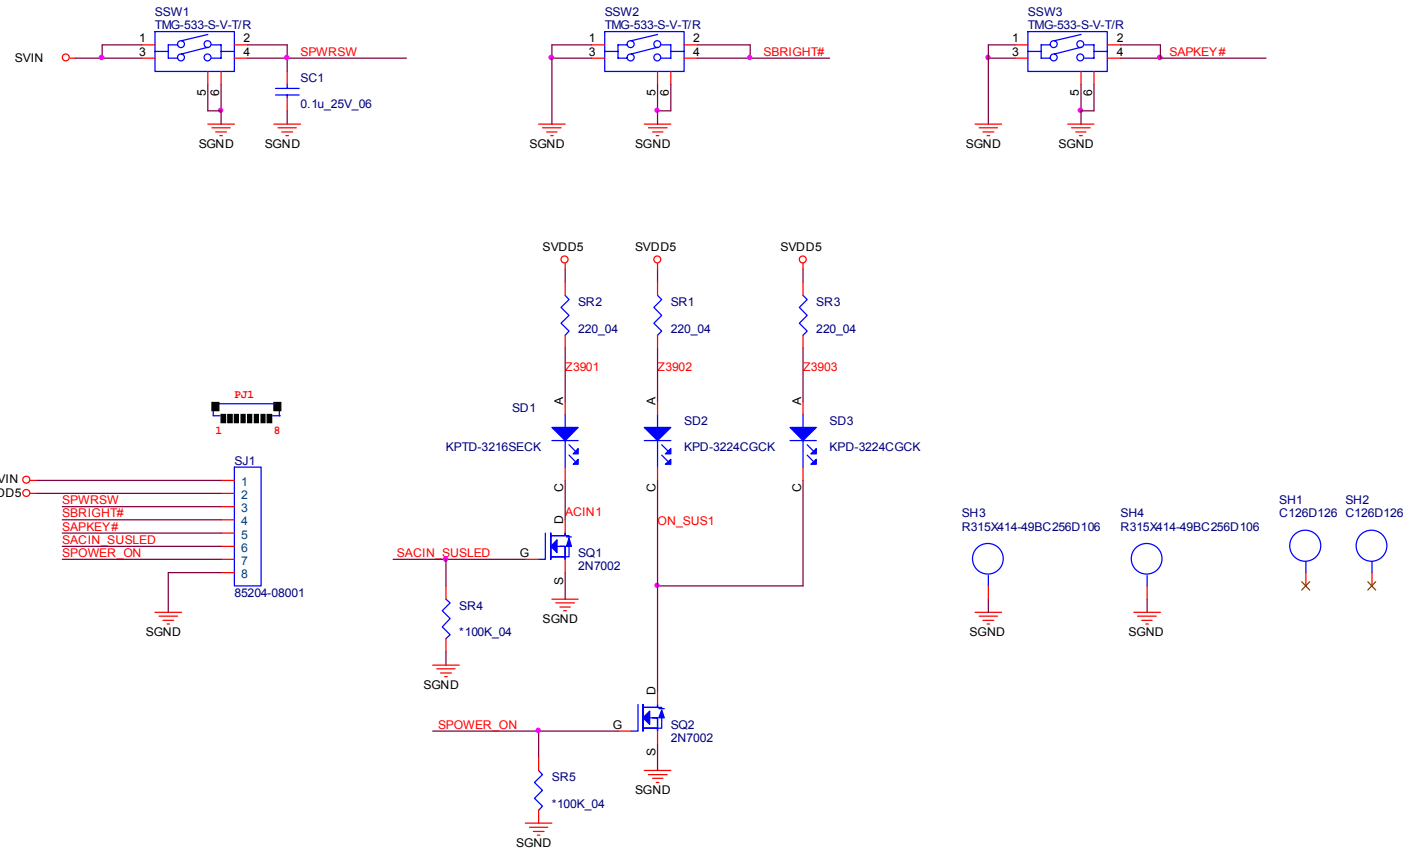 SSW1
TMG-533-S-V-T/R
SVIN
1
3
2
4
SPWRSW
5
6
SC1
0.1u_25V_06
SGND
SGND
SSW2
TMG-533-S-V-T/R
1
3
2
4
SBRIGHT#
5
6
SGND
SGND
SSW3
TMG-533-S-V-T/R
1
3
2
4
SAPKEY#
5
6
SGND
SGND
SVDD5
SVDD5
SVDD5
SR2
220_04
SR1
220_04
SR3
220_04
Z3901
Z3902
Z3903
A
A
A
SD1
KPTD-3216SECK
SD2
KPD-3224CGCK
SD3
KPD-3224CGCK
C
C
C
PJ1
1
8
SJ1
VIN
DD5
SPWRSW
SBRIGHT#
SAPKEY#
SACIN_SUSLED
SPOWER_ON
1
2
3
4
5
6
7
8
85204-08001
SGND
ACIN1
ON_SUS1
D
SACIN_SUSLED
G
SQ1
2N7002
S
SGND
SR4
*100K_04
SGND
D
SPOWER_ON
G
SQ2
2N7002
S
SGND
SR5
*100K_04
SGND
SH3
R315X414-49BC256D106
SGND
SH4
R315X414-49BC256D106
SGND
SH1
C126D126
SH2
C126D126